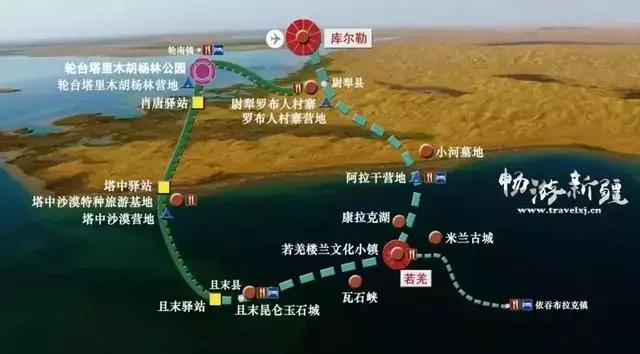 轮南镇
库尔勒
轮台塔里木胡杨林公园
轮台塔里木胡杨林营地
尉犁县
肖唐驿站
尉犁罗布人村寨
罗布人村寨营地
小河墓地
阿拉干营地
塔中驿站
塔中沙漠特种旅游基地
塔中沙漠营地
畅游新疆
www.travelxj.cn
康拉克湖
米兰古城
若羌楼兰文化小镇
若羌
且末县
瓦石峡
且末驿站
且末昆仑玉石城
依吞布拉克镇